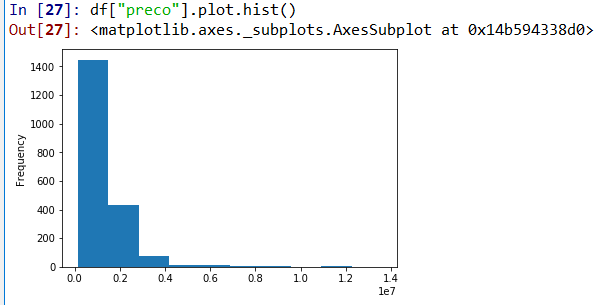 In [27]: df["preco"].plot.hist()
Out[27]: <matplotlib.axes._subplots.AxesSubplot at 0x14b594338d0>
1400
1200
1000
800
600
400
200
0
Frequency
0.0 0.2 0.4 0.6 0.8 1.0 1.2 1.4
1e7